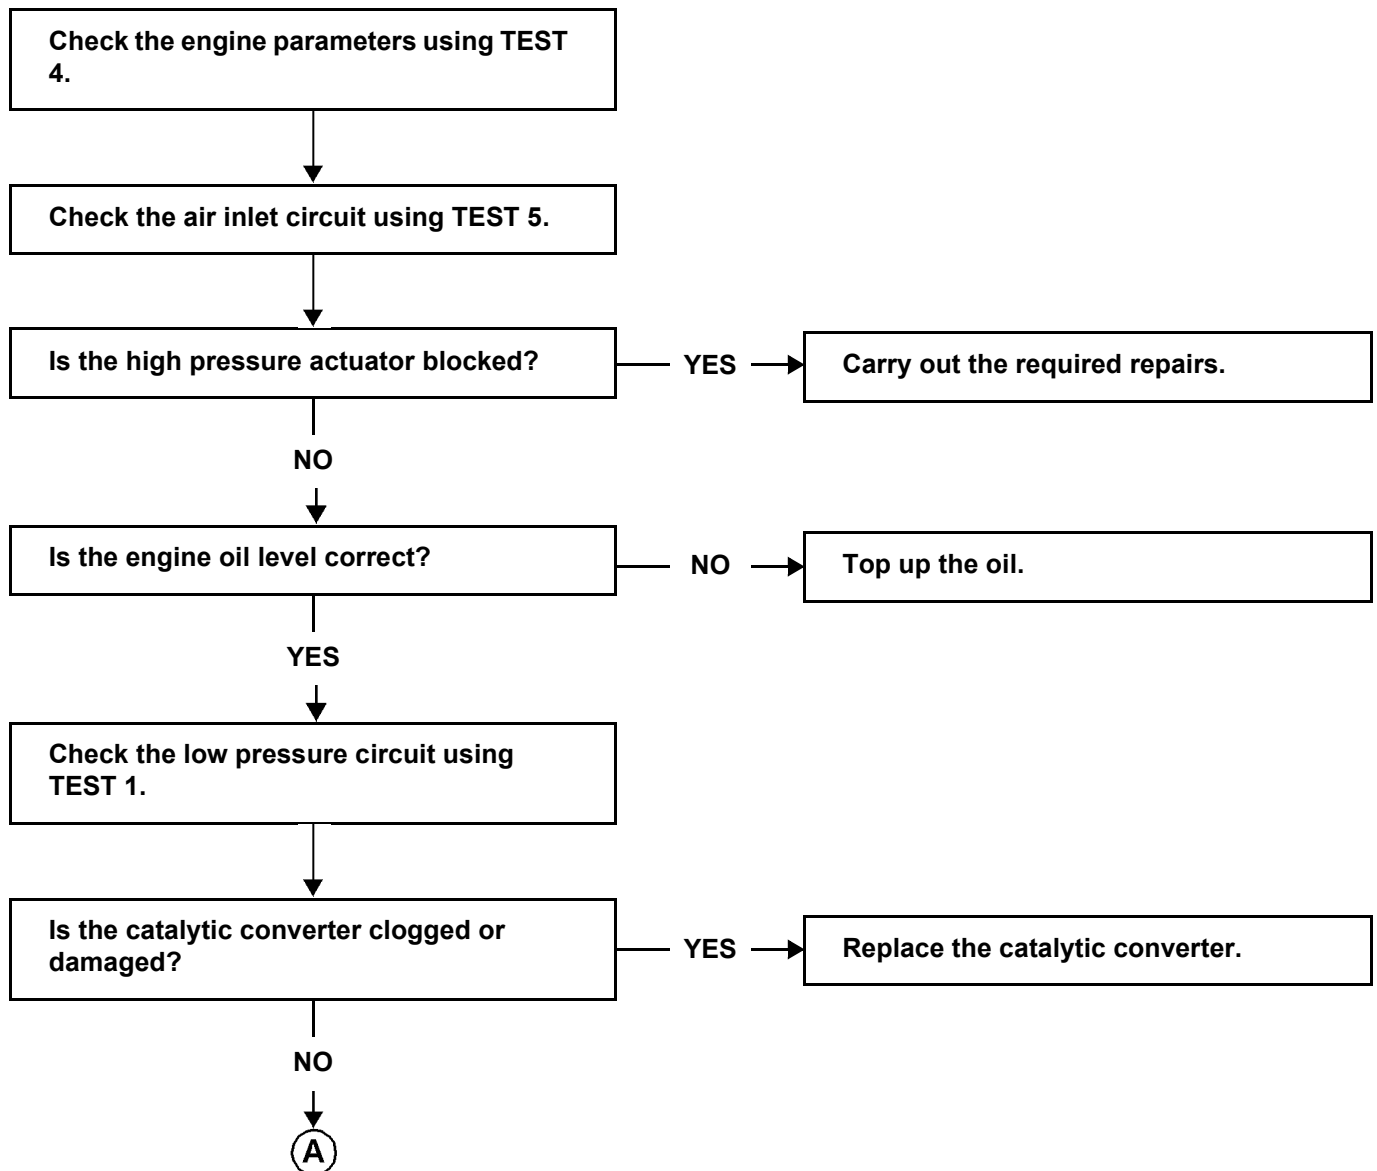 Check the engine parameters using TEST
4.
Check the air inlet circuit using TEST 5.
Is the high pressure actuator blocked?
YES
Carry out the required repairs.
NO
Is the engine oil level correct?
NO
Top up the oil.
YES
Check the low pressure circuit using
TEST 1.
Is the catalytic converter clogged or
damaged?
YES
Replace the catalytic converter.
NO
A